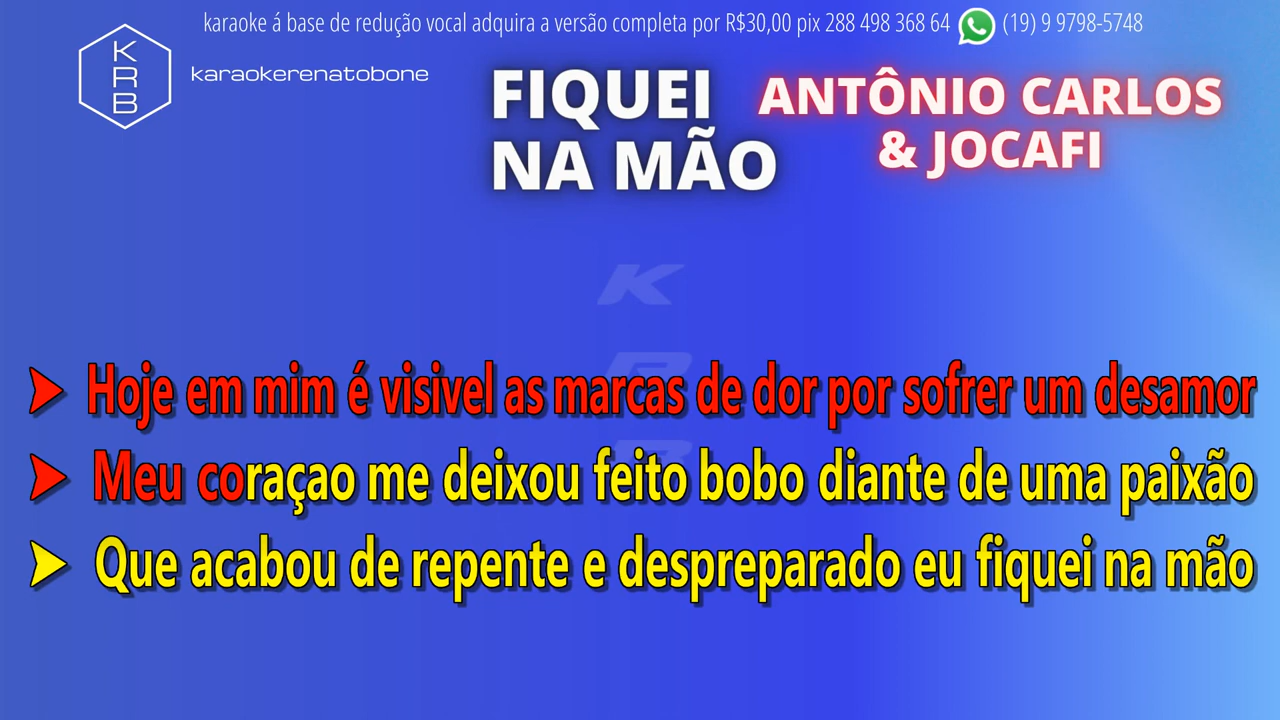 karaoke á base de redução vocal adquira a versão completa por R$30,00 pix 288 498 368 64 (19) 9 9798-5748
KRB
karaokerenatobone
FIQUEI
NA MÃO
ANTÔNIO CARLOS
& JOCAFI
K
R
B
Hoje em mim é visivel as marcas de dor por sofrer um desamor
Meu coraçao me deixou feito bobo diante de uma paixão
Que acabou de repente e despreparado eu fiquei na mão